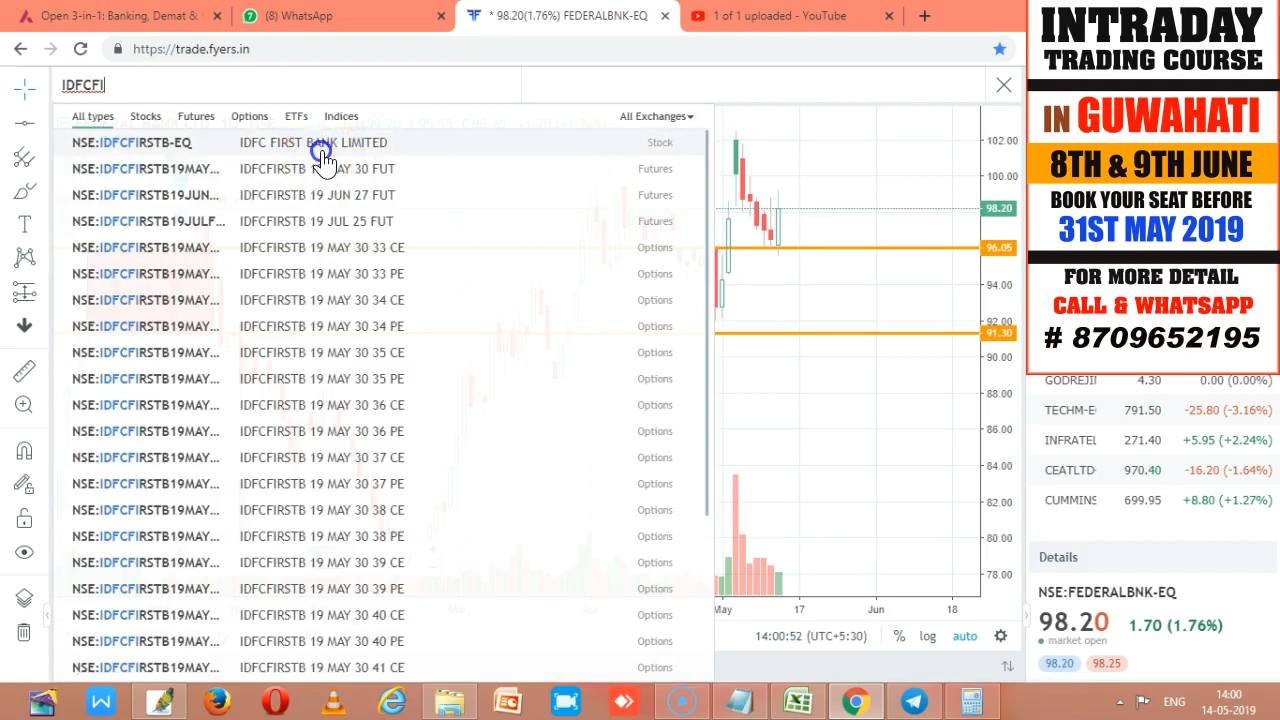 Open 3-in-1: Banking, Demat &
(8) WhatsApp
* 98.20(1.76%) FEDERALBNK-EQ
1 of 1 uploaded - YouTube
https://trade.fyers.in
IDFCFI
All types Stocks Futures Options ETFs Indices All Exchanges
NSE:IDFCFIRSTB-EQ IDFC FIRST BANK LIMITED Stock
NSE:IDFCFIRSTB19MAY... IDFCFIRSTB 19 MAY 30 FUT Futures
NSE:IDFCFIRSTB19JUN... IDFCFIRSTB 19 JUN 27 FUT Futures
NSE:IDFCFIRSTB19JULF... IDFCFIRSTB 19 JUL 25 FUT Futures
NSE:IDFCFIRSTB19MAY... IDFCFIRSTB 19 MAY 30 33 CE Options
NSE:IDFCFIRSTB19MAY... IDFCFIRSTB 19 MAY 30 33 PE Options
NSE:IDFCFIRSTB19MAY... IDFCFIRSTB 19 MAY 30 34 CE Options
NSE:IDFCFIRSTB19MAY... IDFCFIRSTB 19 MAY 30 34 PE Options
NSE:IDFCFIRSTB19MAY... IDFCFIRSTB 19 MAY 30 35 CE Options
NSE:IDFCFIRSTB19MAY... IDFCFIRSTB 19 MAY 30 35 PE Options
NSE:IDFCFIRSTB19MAY... IDFCFIRSTB 19 MAY 30 36 CE Options
NSE:IDFCFIRSTB19MAY... IDFCFIRSTB 19 MAY 30 36 PE Options
NSE:IDFCFIRSTB19MAY... IDFCFIRSTB 19 MAY 30 37 CE Options
NSE:IDFCFIRSTB19MAY... IDFCFIRSTB 19 MAY 30 37 PE Options
NSE:IDFCFIRSTB19MAY... IDFCFIRSTB 19 MAY 30 38 CE Options
NSE:IDFCFIRSTB19MAY... IDFCFIRSTB 19 MAY 30 38 PE Options
NSE:IDFCFIRSTB19MAY... IDFCFIRSTB 19 MAY 30 39 CE Options
NSE:IDFCFIRSTB19MAY... IDFCFIRSTB 19 MAY 30 39 PE Options
NSE:IDFCFIRSTB19MAY... IDFCFIRSTB 19 MAY 30 40 CE Options
NSE:IDFCFIRSTB19MAY... IDFCFIRSTB 19 MAY 30 40 PE Options
NSE:IDFCFIRSTB19MAY... IDFCFIRSTB 19 MAY 30 41 CE Options
102.00
100.00
98.20
96.05
94.00
92.00
91.30
90.00
88.00
86.00
84.00
82.00
80.00
78.00
May 17 Jun 18
14:00:52 (UTC+5:30) % log auto
INTRADAY
TRADING COURSE
IN GUWAHATI
8TH & 9TH JUNE
BOOK YOUR SEAT BEFORE
31ST MAY 2019
FOR MORE DETAIL
CALL & WHATSAPP
# 8709652195
GODREJI 4.30 0.00 (0.00%)
TECHM-E 791.50 -25.80 (-3.16%)
INFRATEL 271.40 +5.95 (+2.24%)
CEATLTD- 970.40 -16.20 (-1.64%)
CUMMINS 699.95 +8.80 (+1.27%)
Details
NSE:FEDERALBNK-EQ
98.20 1.70 (1.76%)
market open
98.20 98.25
ENG
14:00
14-05-2019